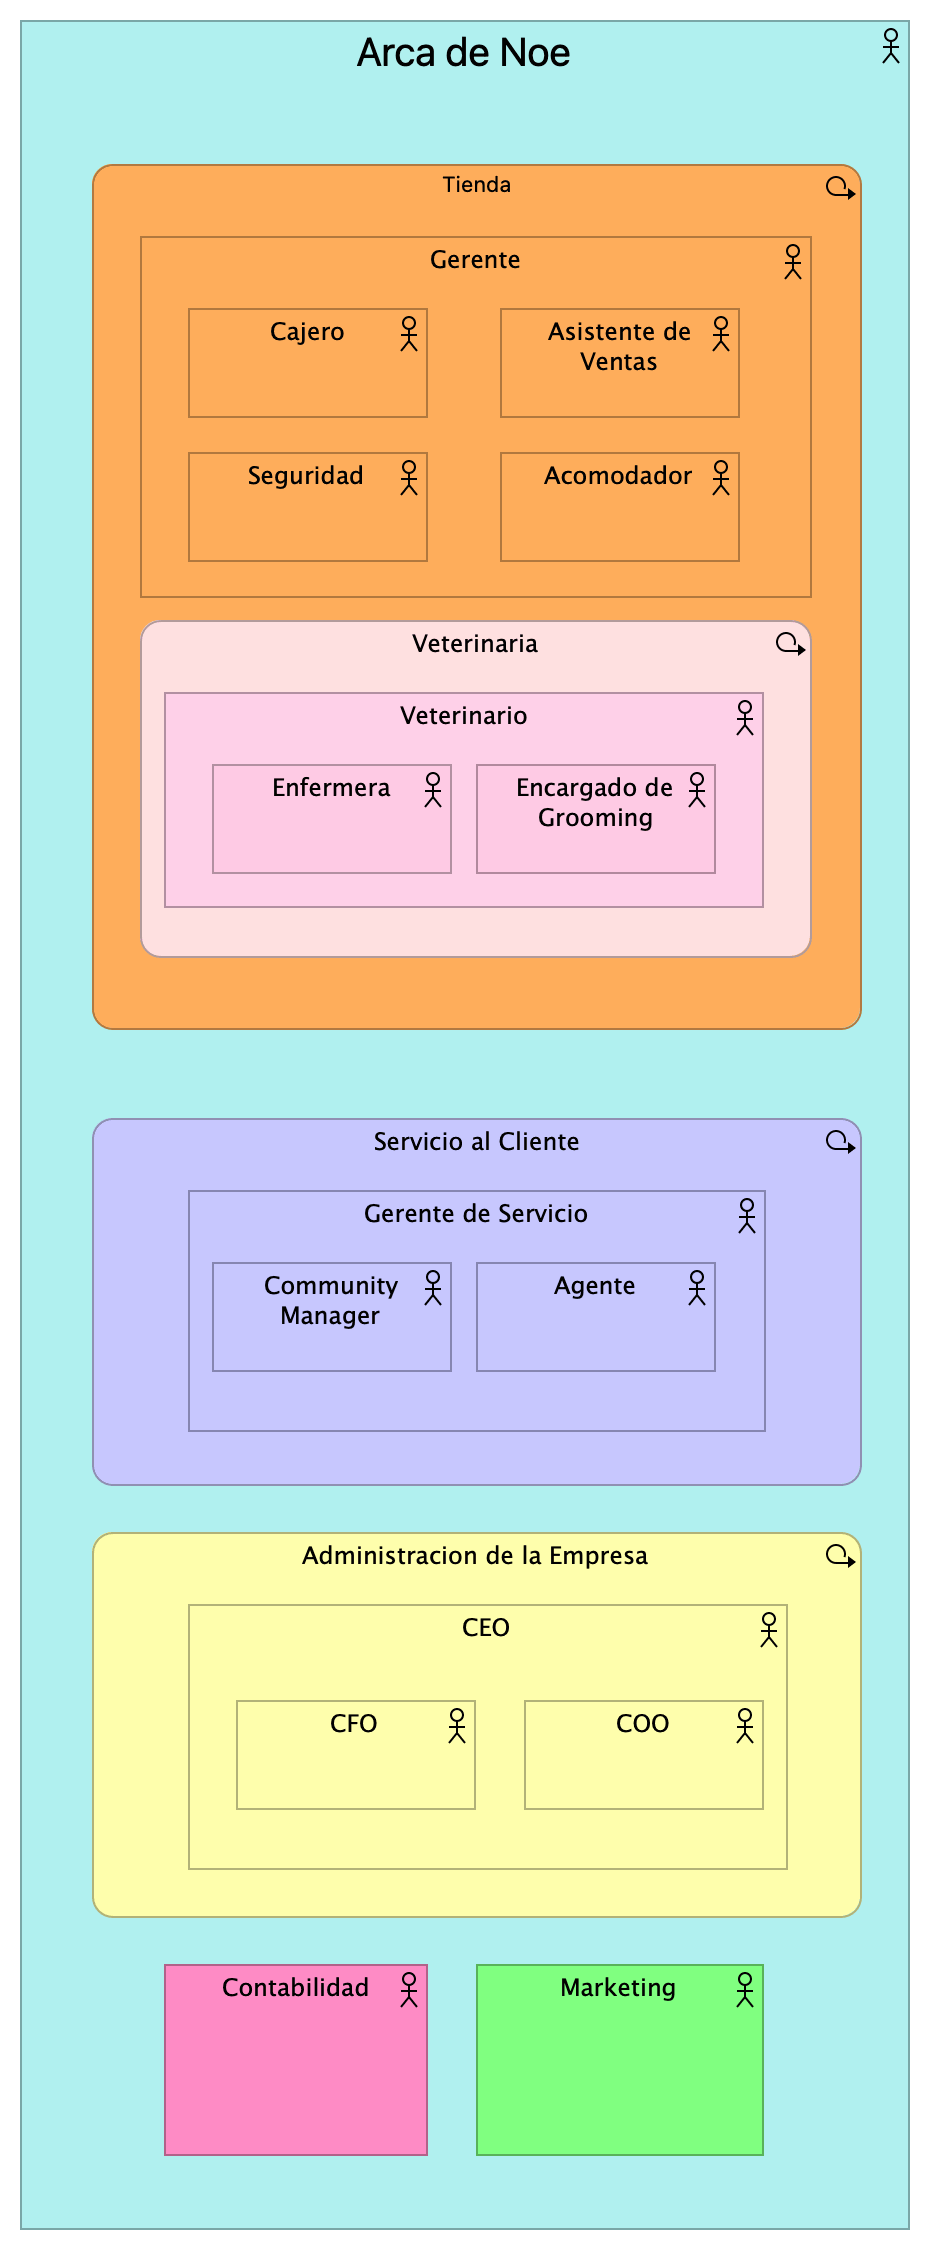 Arca de Noe
Tienda
Gerente
Cajero
Asistente de
Ventas
Seguridad
Acomodador
Veterinaria
Veterinario
Enfermera
Encargado de
Grooming
Servicio al Cliente
Gerente de Servicio
Community
Manager
Agente
Administracion de la Empresa
CEO
CFO
COO
Contabilidad
Marketing